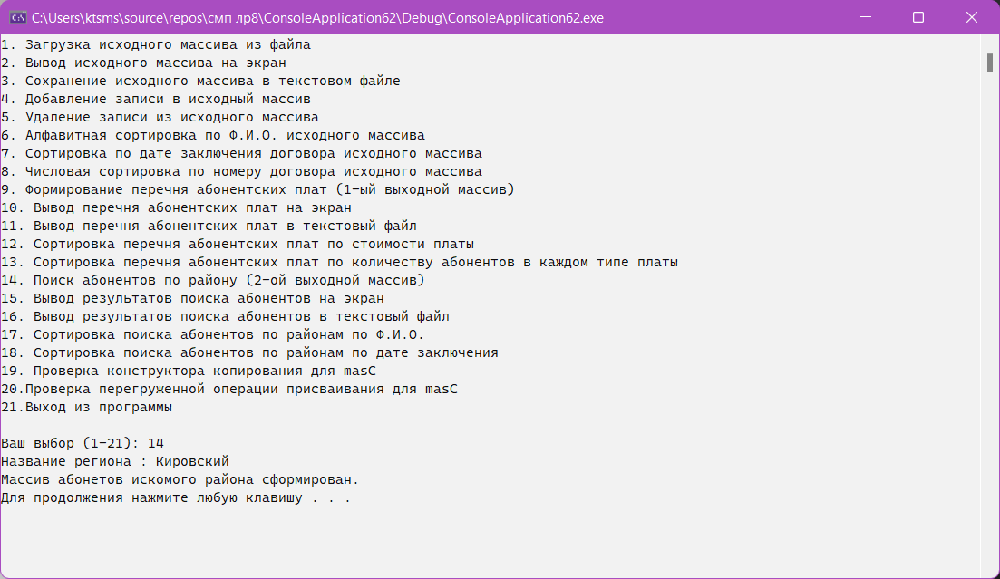 C:\Users\ktsms\source\repos\смп лр8\ConsoleApplication62\Debug\ConsoleApplication62.exe
1. Загрузка исходного массива из файла
2. Вывод исходного массива на экран
3. Сохранение исходного массива в текстовом файле
4. Добавление записи в исходный массив
5. Удаление записи из исходного массива
6. Алфавитная сортировка по Ф.И.О. исходного массива
7. Сортировка по дате заключения договора исходного массива
8. Числовая сортировка по номеру договора исходного массива
9. Формирование перечня абонентских плат (1-ый выходной массив)
10. Вывод перечня абонентских плат на экран
11. Вывод перечня абонентских плат в текстовый файл
12. Сортировка перечня абонентских плат по стоимости платы
13. Сортировка перечня абонентских плат по количеству абонентов в каждом типе платы
14. Поиск абонентов по району (2-ой выходной массив)
15. Вывод результатов поиска абонентов на экран
16. Вывод результатов поиска абонентов в текстовый файл
17. Сортировка поиска абонентов по районам по Ф.И.О.
18. Сортировка поиска абонентов по районам по дате заключения
19. Проверка конструктора копирования для masC
20.Проверка перегруженной операции присваивания для masC
21.Выход из программы
Ваш выбор (1-21): 14
Название региона : Кировский
Массив абонетов искомого района сформирован.
Для продолжения нажмите любую клавишу . . .